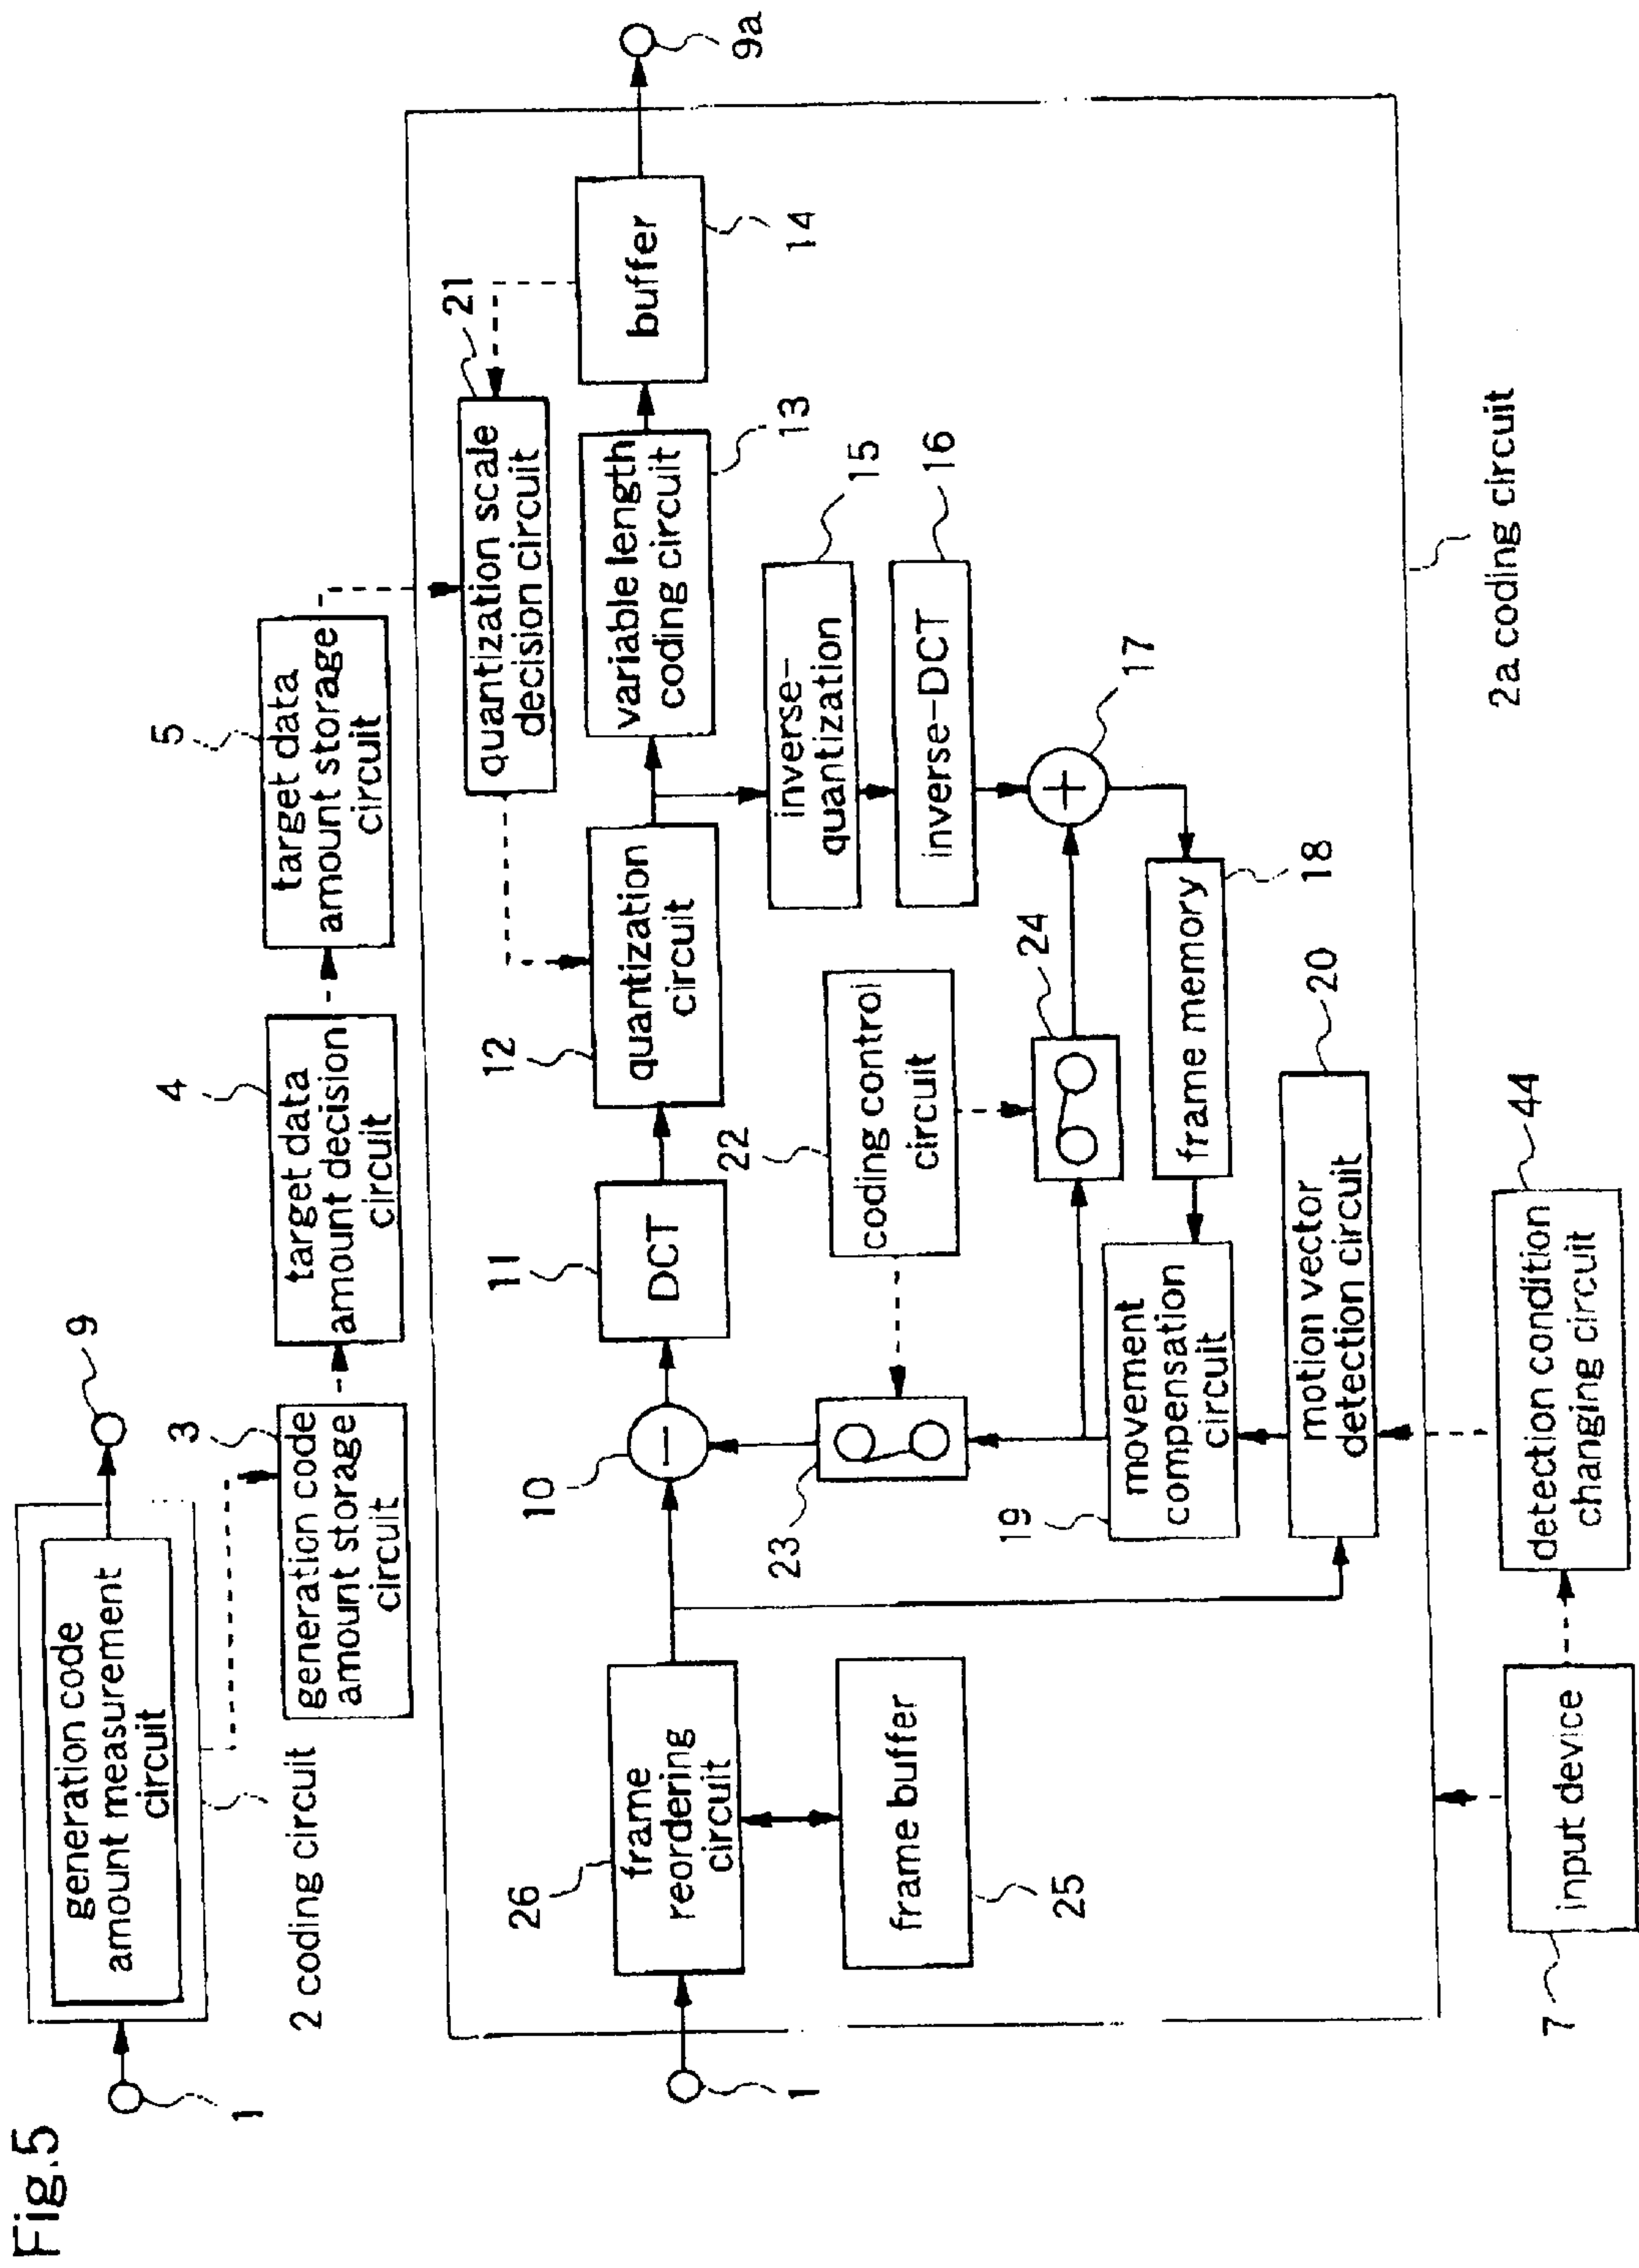 Fig.5
1
generation code
amount measurement
circuit
9
2 coding circuit
3
generation code
amount storage
circuit
4
target data
amount decision
circuit
5
target data
amount storage
circuit
1
26
frame
reordering
circuit
frame buffer
25
10
11
DCT
12
quantization
circuit
quantization scale
decision circuit
21
variable length
coding circuit
13
buffer
14
9a
inverse-
quantization
15
inverse-DCT
16
17
22
coding control
circuit
23
24
frame memory
18
19
movement
compensation
circuit
motion vector
detection circuit
20
2a coding circuit
7
input device
detection condition
changing circuit
44